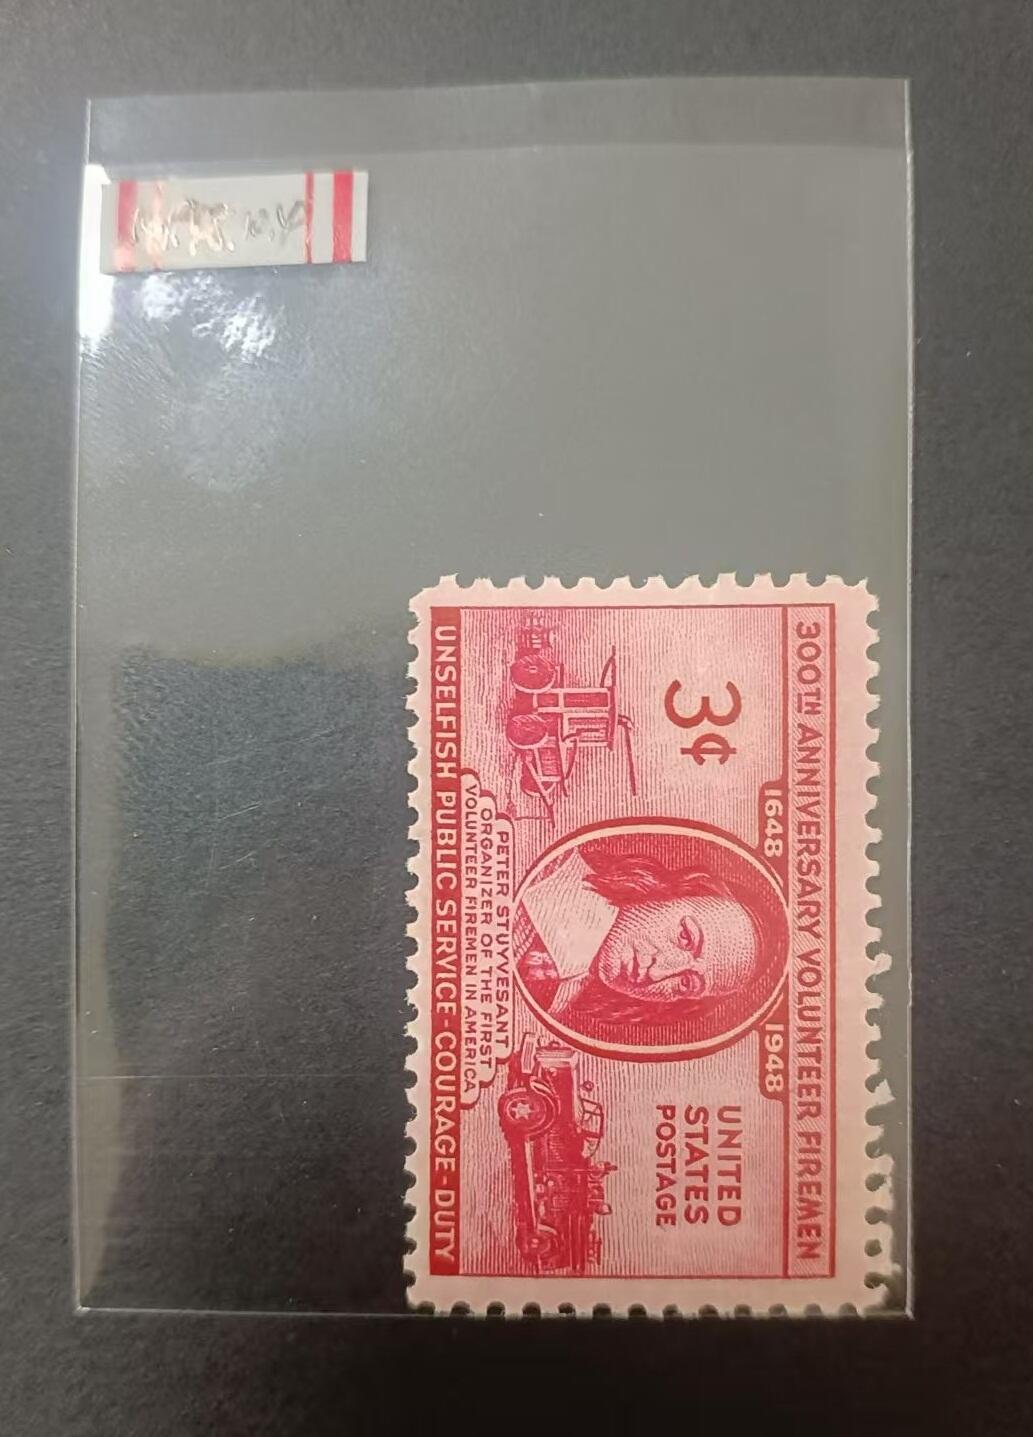 300TH ANNIVERSARY VOLUNTEER FIREMEN
3¢
1648
1948
UNITED
STATES
POSTAGE
PETER STUYVESANT
ORGANIZER OF THE FIRST
VOLUNTEER FIREMEN IN AMERICA
UNSELFISH PUBLIC SERVICE-COURAGE-DUTY